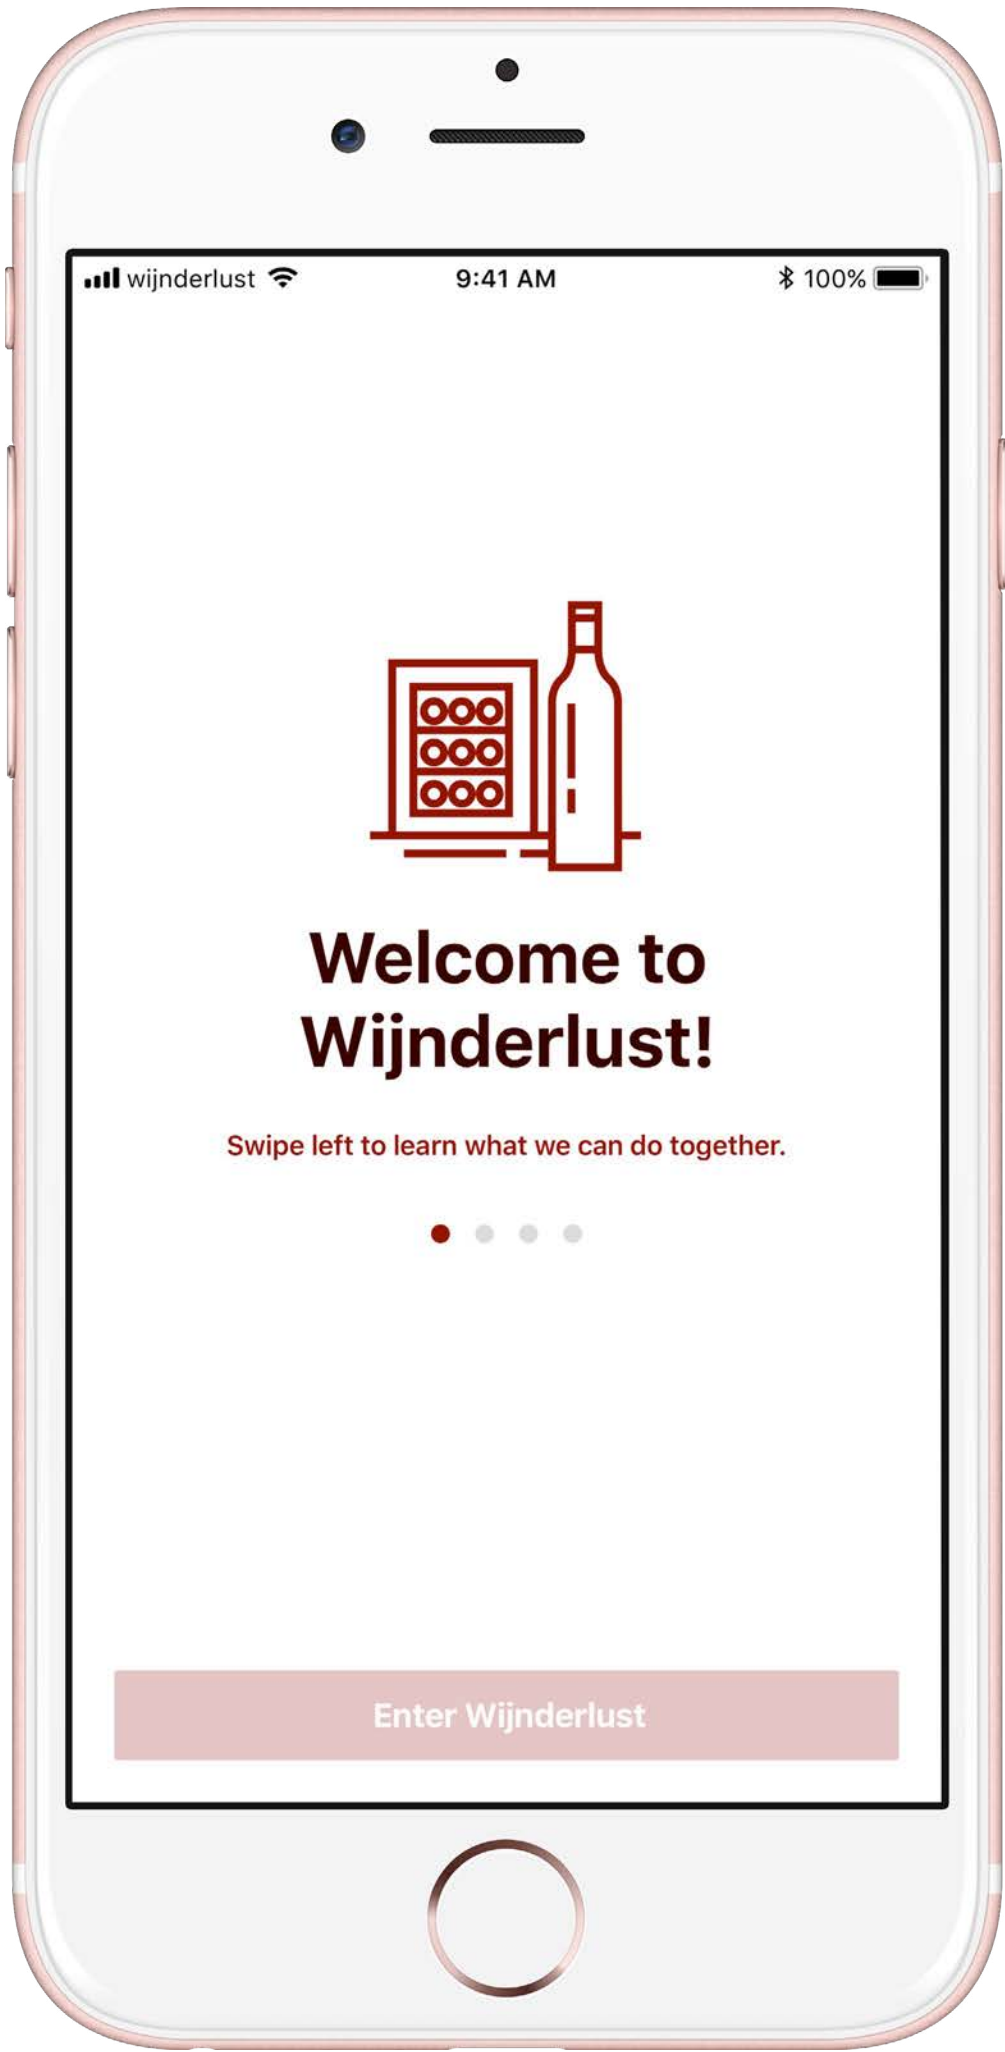 wijnderlust 9:41 AM 100%
Welcome to
Wijnderlust!
Swipe left to learn what we can do together.
Enter Wijnderlust